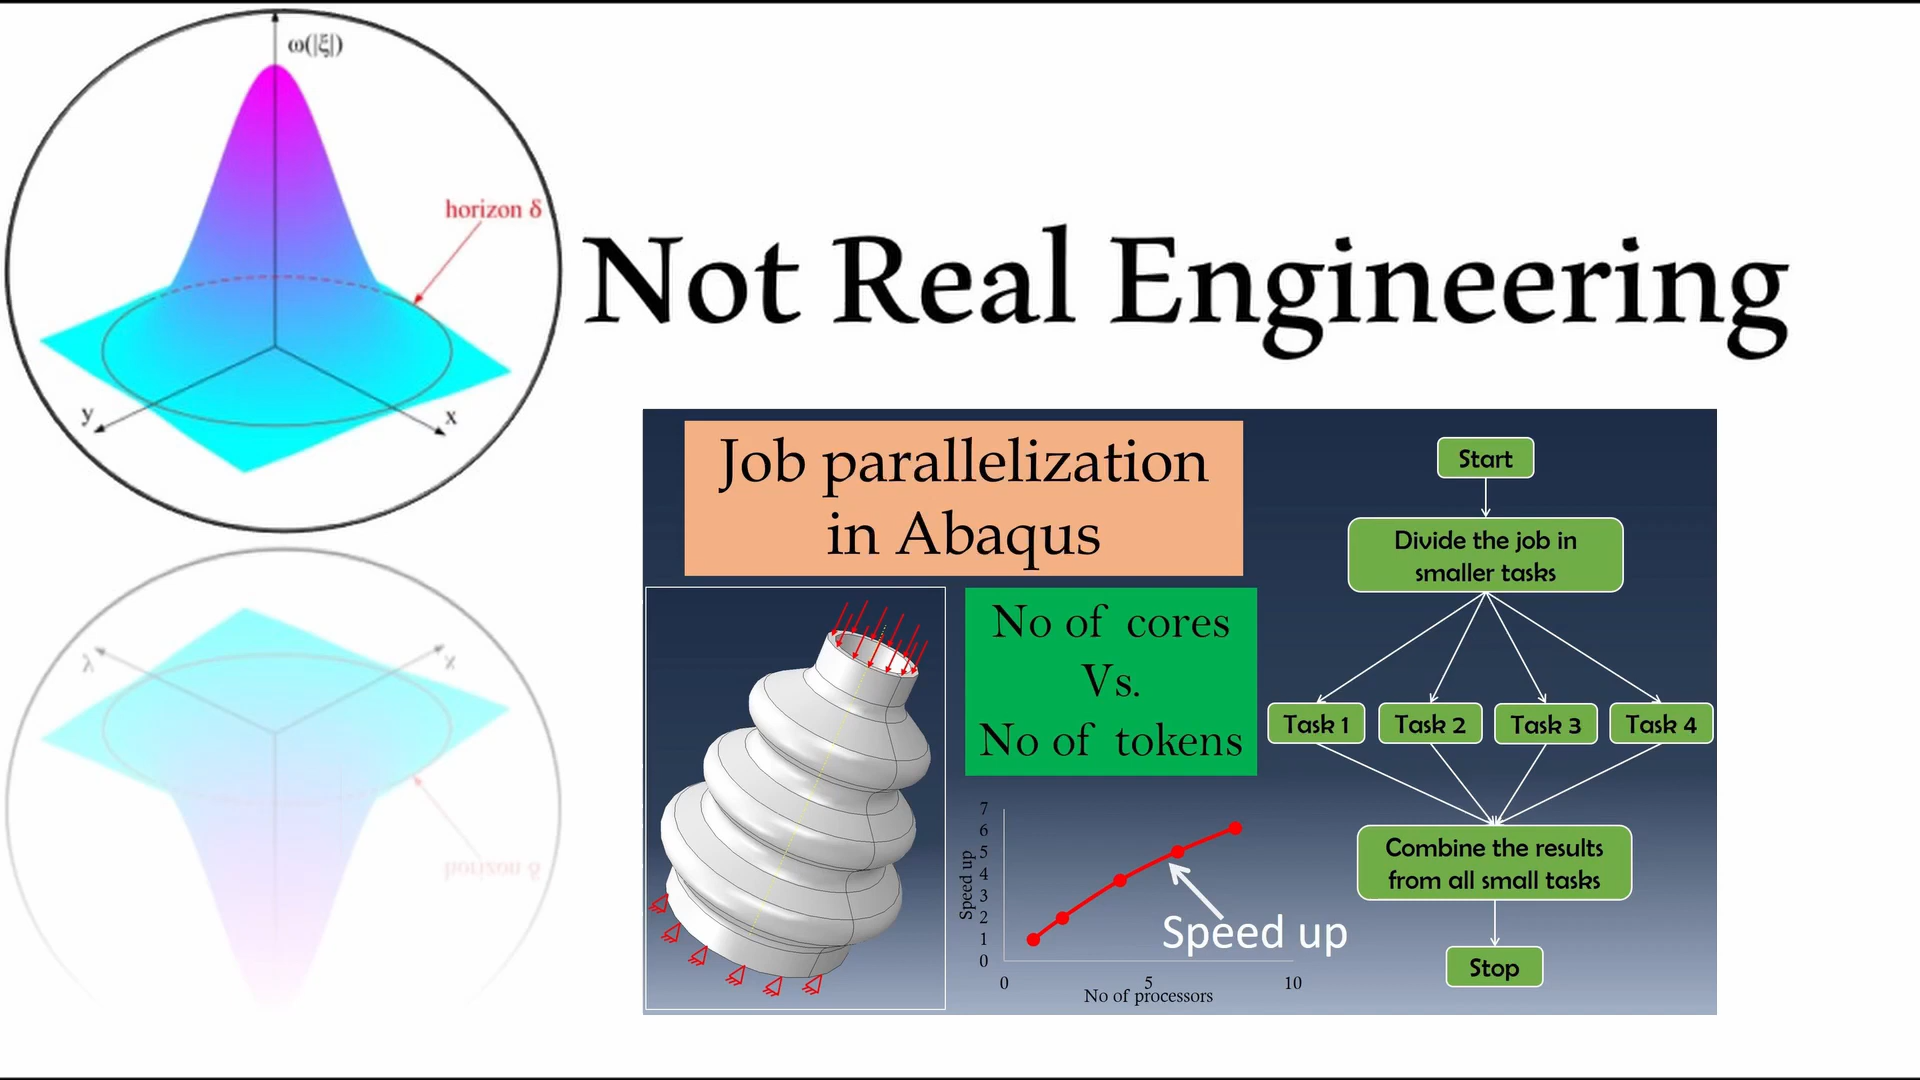 ω(|ξ|)
horizon δ
y
x
Not Real Engineering
Job parallelization
in Abaqus
No of cores
Vs.
No of tokens
Start
Divide the job in
smaller tasks
Task 1
Task 2
Task 3
Task 4
Combine the results
from all small tasks
Stop
7
6
5
4
3
2
1
0
Speed up
Speed up
0
5
10
No of processors
y
x
horizon δ